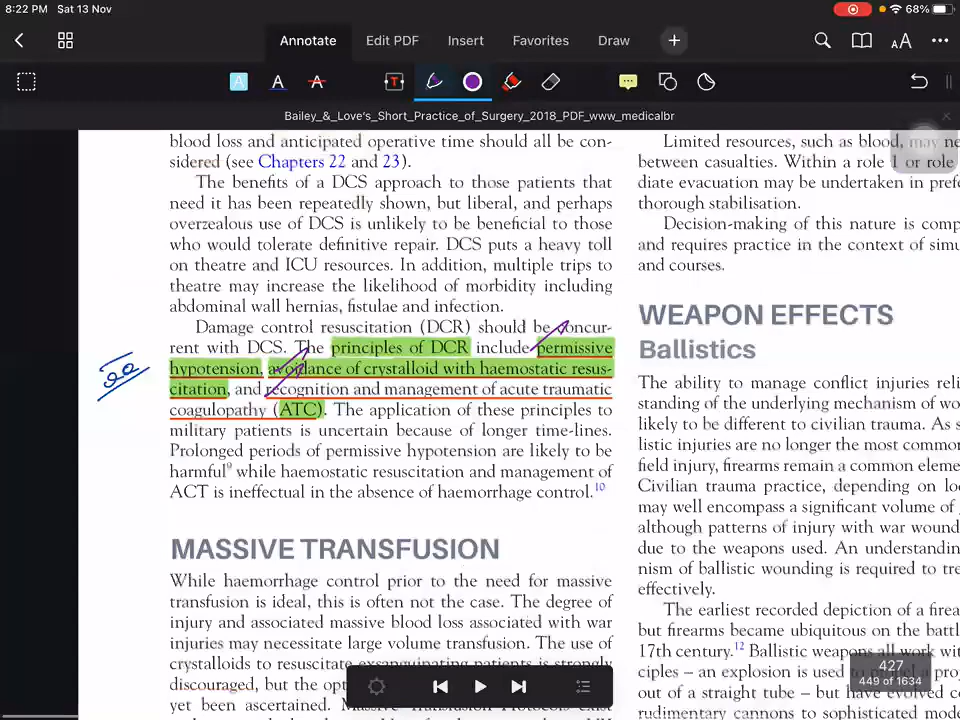 8:22 PM Sat 13 Nov
68%
Annotate Edit PDF Insert Favorites Draw
Bailey_&_Love's_Short_Practice_of_Surgery_2018_PDF_www_medicalbr
blood loss and anticipated operative time should all be con-
sidered (see Chapters 22 and 23).
The benefits of a DCS approach to those patients that
need it has been repeatedly shown, but liberal, and perhaps
overzealous use of DCS is unlikely to be beneficial to those
who would tolerate definitive repair. DCS puts a heavy toll
on theatre and ICU resources. In addition, multiple trips to
theatre may increase the likelihood of morbidity including
abdominal wall hernias, fistulae and infection.
Damage control resuscitation (DCR) should be concur-
rent with DCS. The principles of DCR include permissive
hypotension, avoidance of crystalloid with haemostatic resus-
citation, and recognition and management of acute traumatic
coagulopathy (ATC). The application of these principles to
military patients is uncertain because of longer time-lines.
Prolonged periods of permissive hypotension are likely to be
harmful9 while haemostatic resuscitation and management of
ACT is ineffectual in the absence of haemorrhage control.10
MASSIVE TRANSFUSION
While haemorrhage control prior to the need for massive
transfusion is ideal, this is often not the case. The degree of
injury and associated massive blood loss associated with war
injuries may necessitate large volume transfusion. The use of
crystalloids to resuscitate exsanguinating patients is strongly
discouraged, but the opt
yet been ascertained.
Limited resources, such as blood, may ne
between casualties. Within a role 1 or role
diate evacuation may be undertaken in prefe
thorough stabilisation.
Decision-making of this nature is comp
and requires practice in the context of simu
and courses.
WEAPON EFFECTS
Ballistics
The ability to manage conflict injuries reli
standing of the underlying mechanism of wo
likely to be different to civilian trauma. As s
listic injuries are no longer the most common
field injury, firearms remain a common eleme
Civilian trauma practice, depending on loc
may well encompass a significant volume of
although patterns of injury with war wound
due to the weapons used. An understandin
nism of ballistic wounding is required to tre
effectively.
The earliest recorded depiction of a firea
but firearms became ubiquitous on the battl
17th century.12 Ballistic weapons all work wit
ciples – an explosion is used to
out of a straight tube – but have evolved co
rudimentary cannons to sophisticated mode
427
449 of 1634